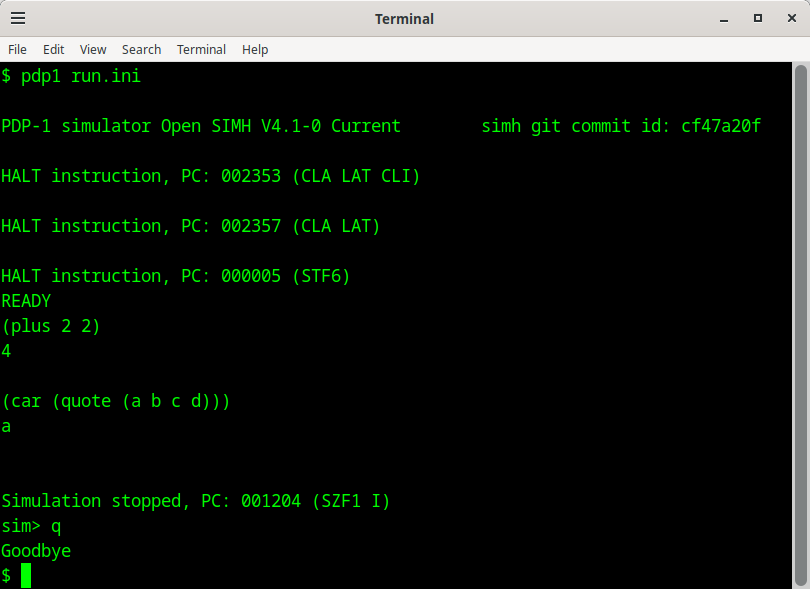 Terminal
File Edit View Search Terminal Help
$ pdp1 run.ini
PDP-1 simulator Open SIMH V4.1-0 Current        simh git commit id: cf47a20f
HALT instruction, PC: 002353 (CLA LAT CLI)
HALT instruction, PC: 002357 (CLA LAT)
HALT instruction, PC: 000005 (STF6)
READY
(plus 2 2)
4
(car (quote (a b c d)))
a
Simulation stopped, PC: 001204 (SZF1 I)
sim> q
Goodbye
$